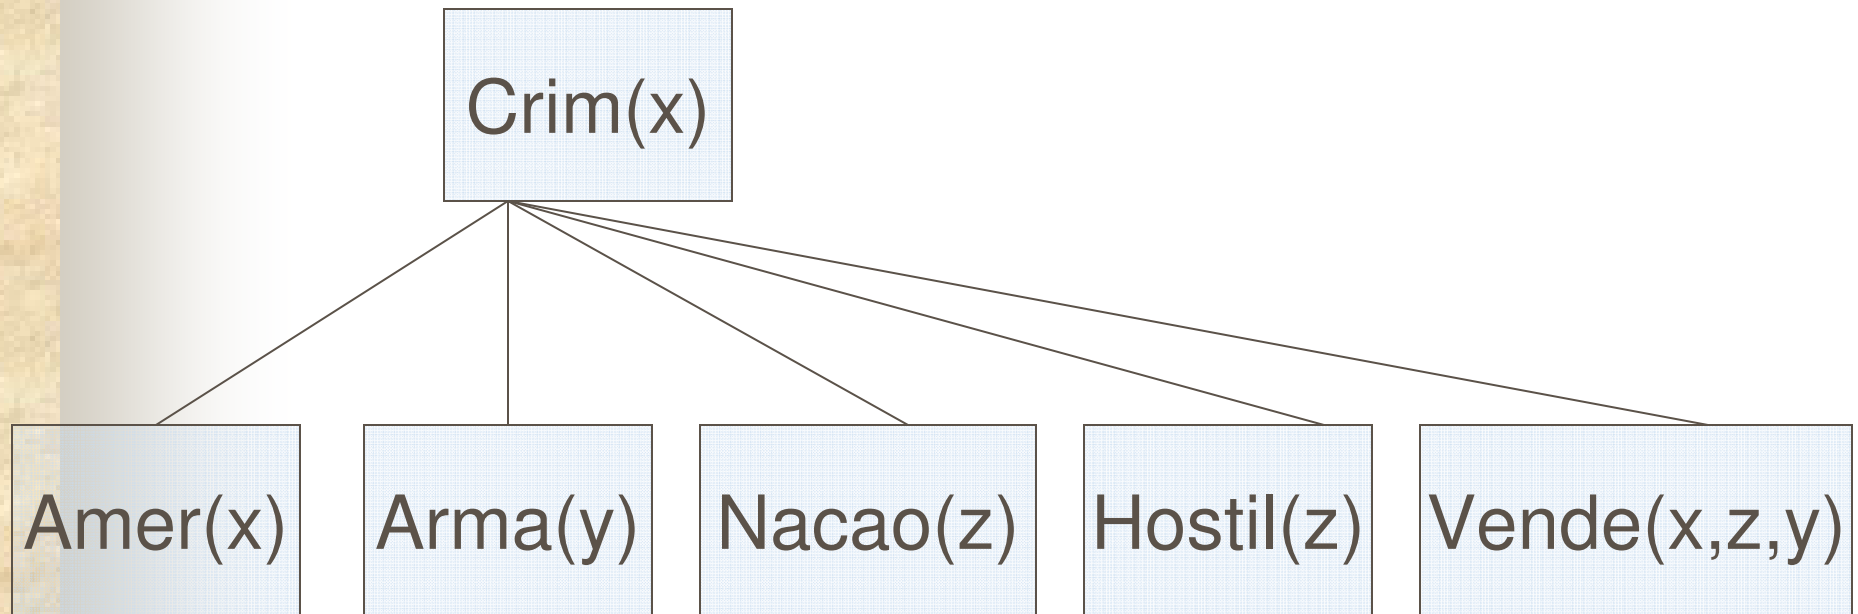 Crim(x)
Amer(x) Arma(y) Nacao(z) Hostil(z) Vende(x,z,y)